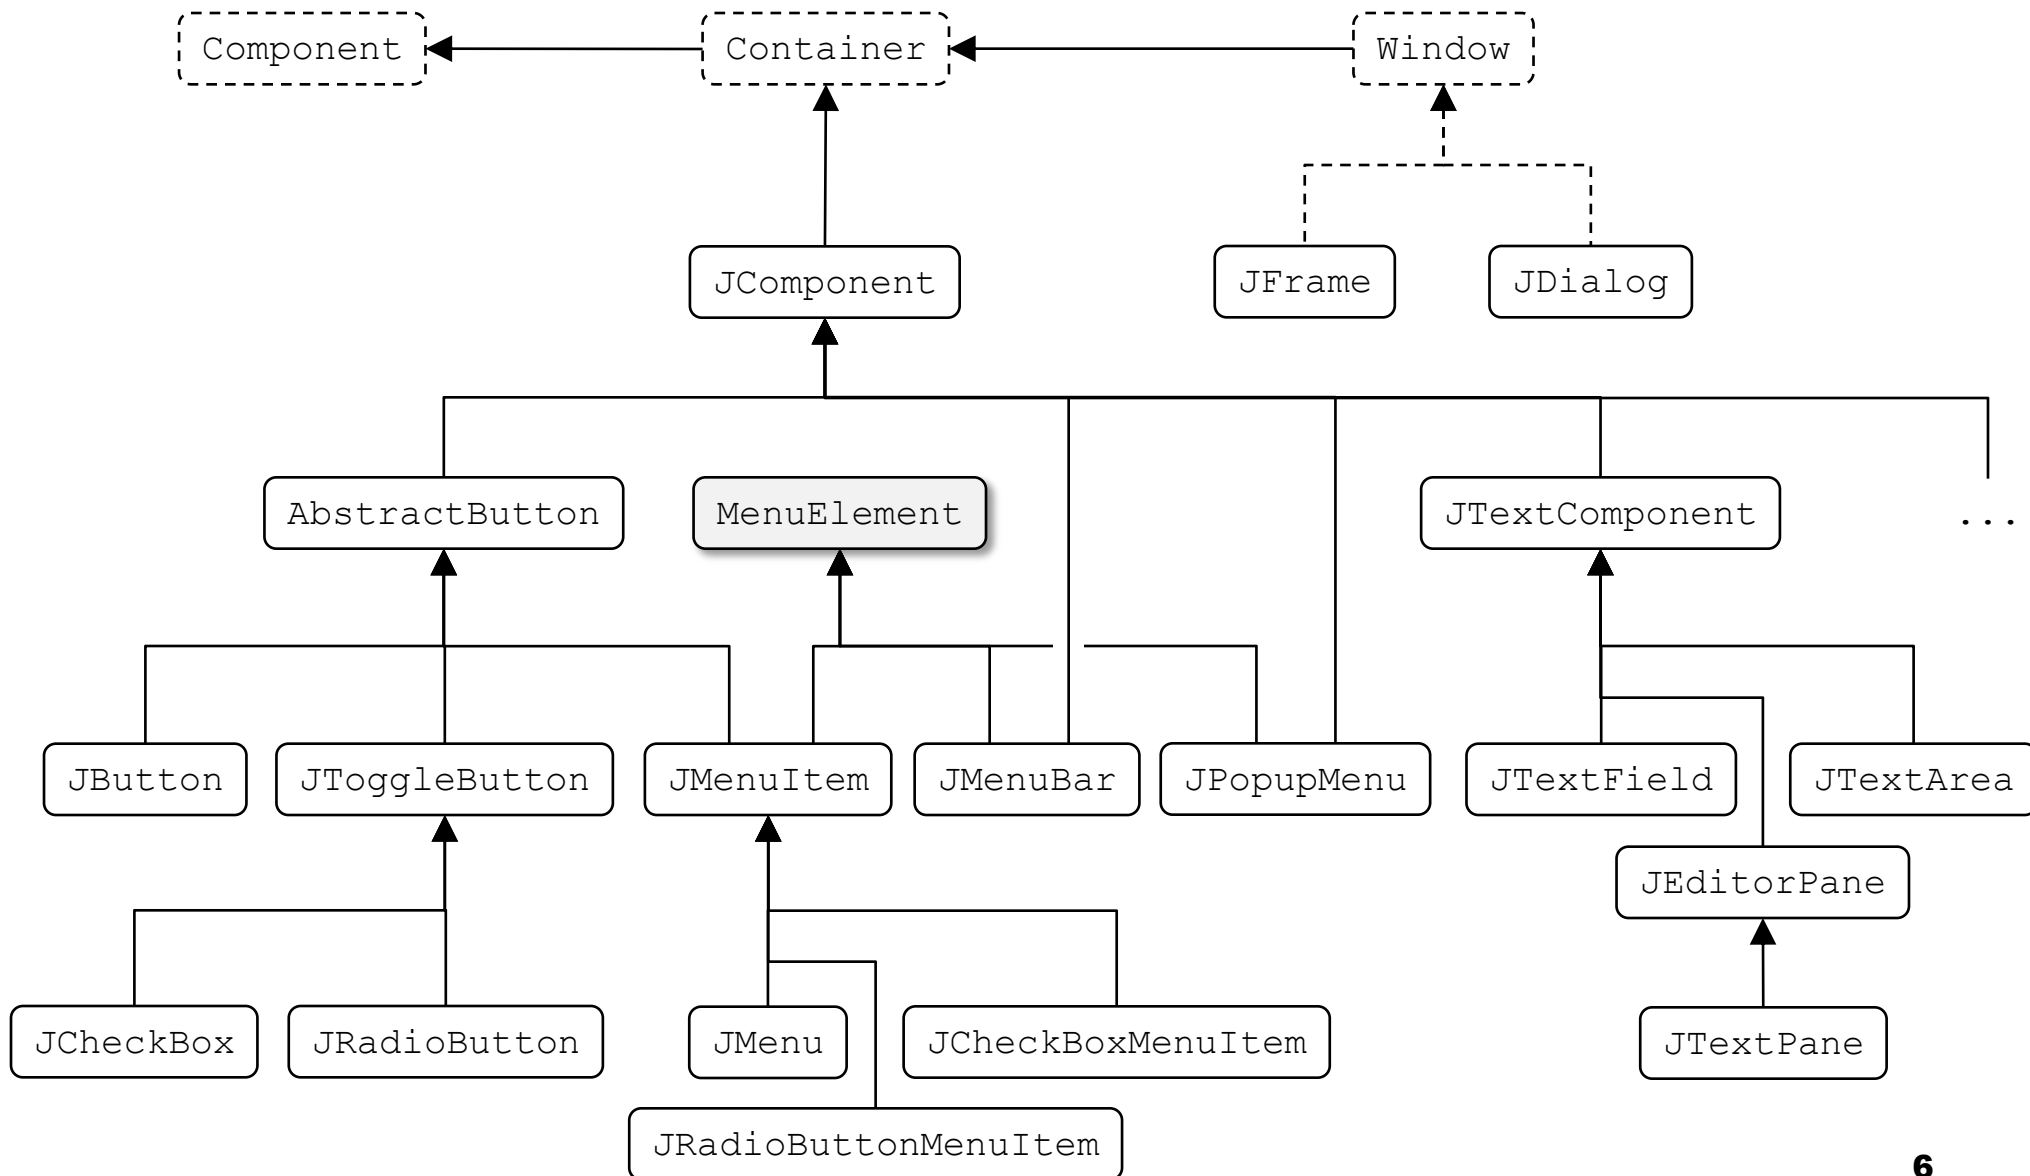 Component
Container
Window
JComponent
JFrame
JDialog
AbstractButton
MenuElement
JTextComponent
...
JButton
JToggleButton
JMenuItem
JMenuBar
JPopupMenu
JTextField
JTextArea
JEditorPane
JCheckBox
JRadioButton
JMenu
JCheckBoxMenuItem
JTextPane
JRadioButtonMenuItem
6